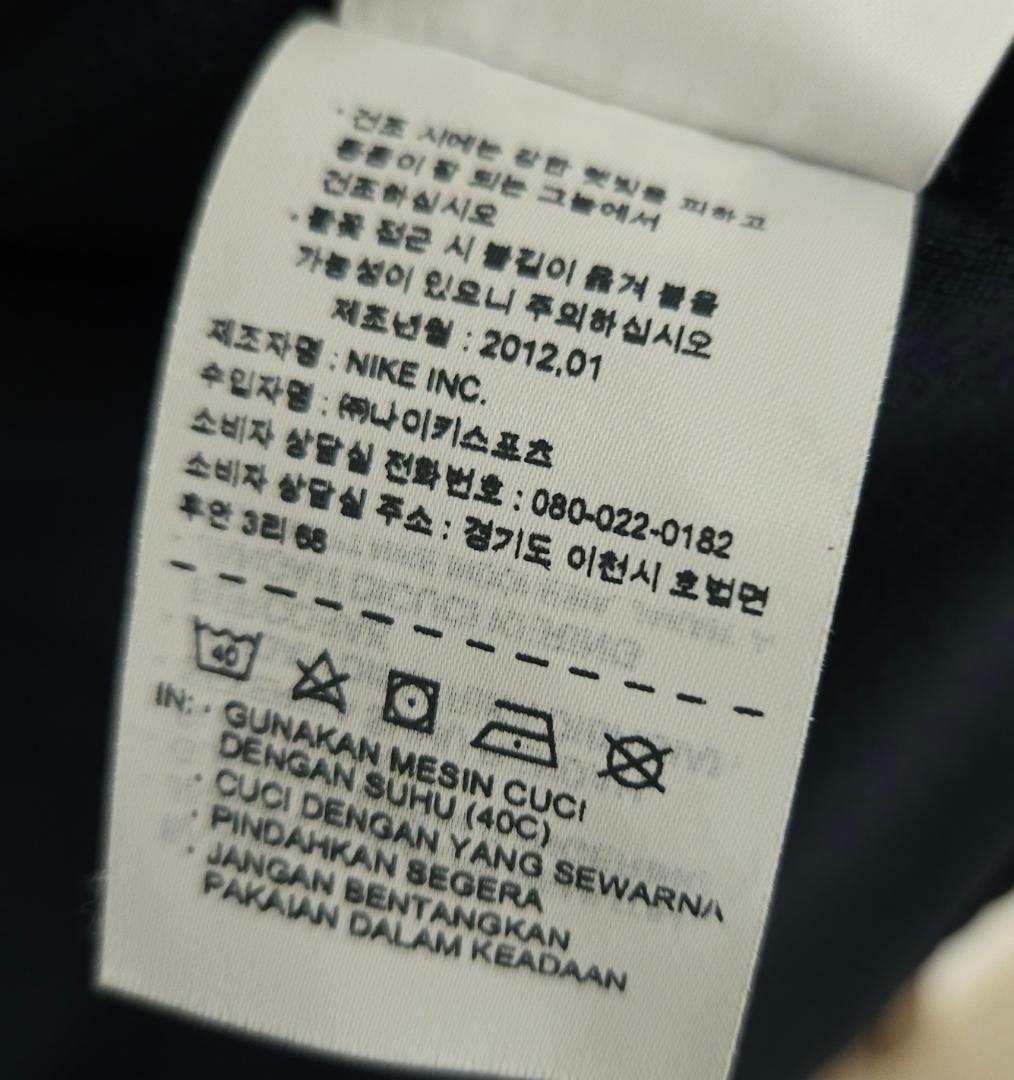 · 건조 시에는 강한 햇빛을 피하고
통풍이 잘 되는 그늘에서
건조하십시오
· 불꽃 접근 시 불길이 옮겨 붙을
가능성이 있으니 주의하십시오
제조년월 : 2012.01
제조자명 : NIKE INC.
수입자명 : ㈜나이키스포츠
소비자 상담실 전화번호 : 080-022-0182
소비자 상담실 주소 : 경기도 이천시 호법면
후안 3리 68
40
IN: · GUNAKAN MESIN CUCI
DENGAN SUHU (40C)
· CUCI DENGAN YANG SEWARNA
· PINDAHKAN SEGERA
· JANGAN BENTANGKAN
PAKAIAN DALAM KEADAAN